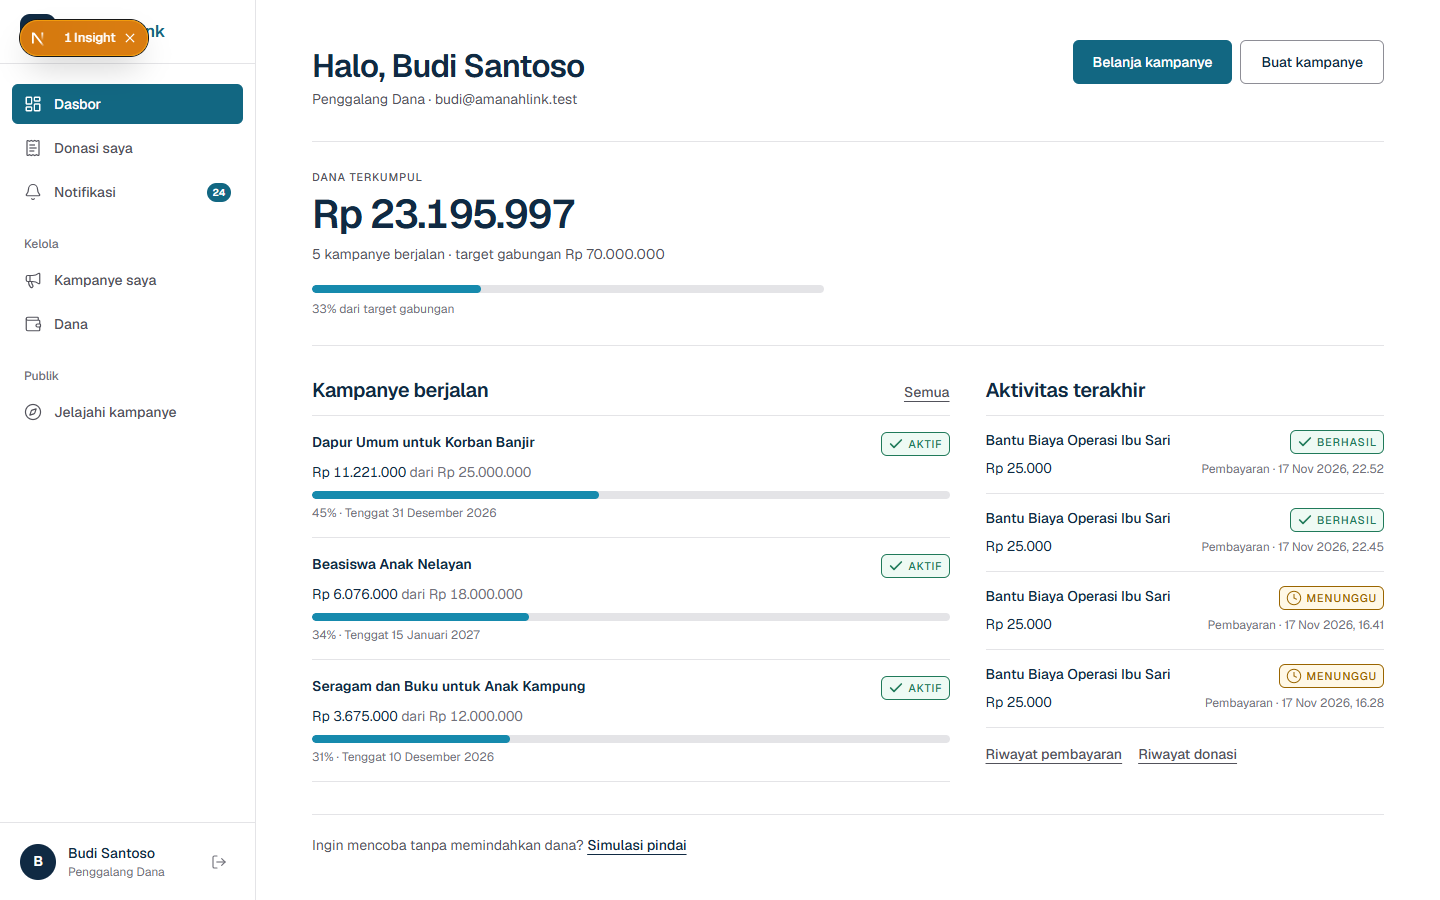 1 Insight
nk
Dasbor
Donasi saya
Notifikasi 24
Kelola
Kampanye saya
Dana
Publik
Jelajahi kampanye
B
Budi Santoso
Penggalang Dana
Halo, Budi Santoso
Penggalang Dana · budi@amanahlink.test
Belanja kampanye
Buat kampanye
DANA TERKUMPUL
Rp 23.195.997
5 kampanye berjalan · target gabungan Rp 70.000.000
33% dari target gabungan
Kampanye berjalan
Semua
Dapur Umum untuk Korban Banjir
AKTIF
Rp 11.221.000 dari Rp 25.000.000
45% · Tenggat 31 Desember 2026
Beasiswa Anak Nelayan
AKTIF
Rp 6.076.000 dari Rp 18.000.000
34% · Tenggat 15 Januari 2027
Seragam dan Buku untuk Anak Kampung
AKTIF
Rp 3.675.000 dari Rp 12.000.000
31% · Tenggat 10 Desember 2026
Aktivitas terakhir
Bantu Biaya Operasi Ibu Sari
BERHASIL
Rp 25.000
Pembayaran · 17 Nov 2026, 22.52
Bantu Biaya Operasi Ibu Sari
BERHASIL
Rp 25.000
Pembayaran · 17 Nov 2026, 22.45
Bantu Biaya Operasi Ibu Sari
MENUNGGU
Rp 25.000
Pembayaran · 17 Nov 2026, 16.41
Bantu Biaya Operasi Ibu Sari
MENUNGGU
Rp 25.000
Pembayaran · 17 Nov 2026, 16.28
Riwayat pembayaran
Riwayat donasi
Ingin mencoba tanpa memindahkan dana? Simulasi pindai